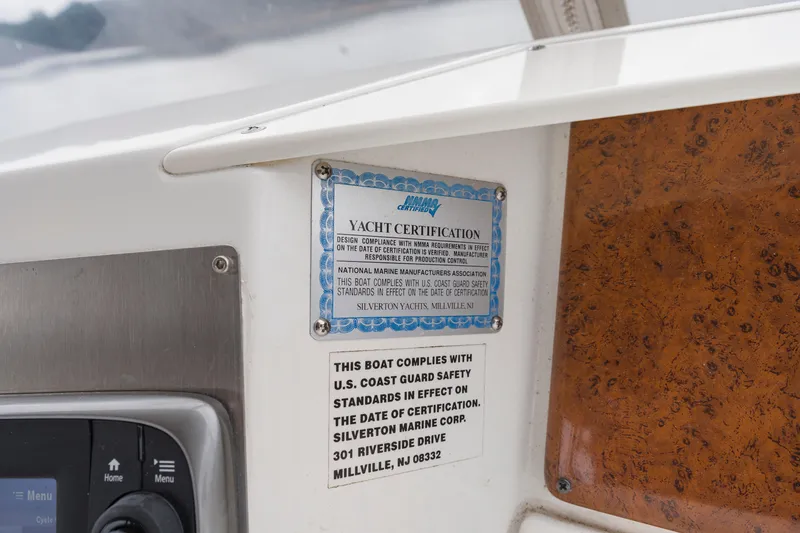 NMMA
CERTIFIED
YACHT CERTIFICATION
DESIGN COMPLIANCE WITH NMMA REQUIREMENTS IN EFFECT
ON THE DATE OF CERTIFICATION IS VERIFIED. MANUFACTURER
RESPONSIBLE FOR PRODUCTION CONTROL
NATIONAL MARINE MANUFACTURERS ASSOCIATION
THIS BOAT COMPLIES WITH U.S. COAST GUARD SAFETY
STANDARDS IN EFFECT ON THE DATE OF CERTIFICATION
SILVERTON YACHTS, MILLVILLE, NJ
THIS BOAT COMPLIES WITH
U.S. COAST GUARD SAFETY
STANDARDS IN EFFECT ON
THE DATE OF CERTIFICATION.
SILVERTON MARINE CORP.
301 RIVERSIDE DRIVE
MILLVILLE, NJ 08332
Home
Menu
Menu
Cycle